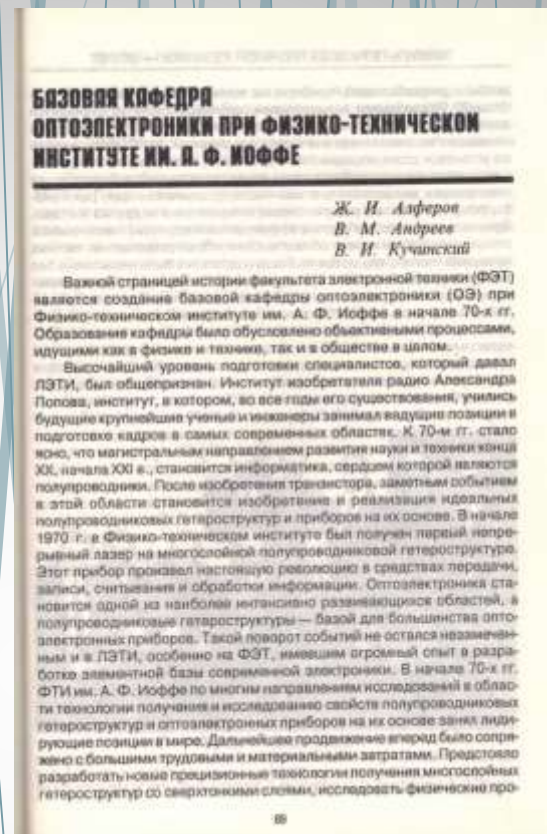 БАЗОВАЯ КАФЕДРА
ОПТОЭЛЕКТРОНИКИ ПРИ ФИЗИКО-ТЕХНИЧЕСКОМ
ИНСТИТУТЕ ИМ. А. Ф. ИОФФЕ
Ж. И. Алферов
В. М. Андреев
В. И. Кучинский
Важной страницей истории факультета электронной техники (ФЭТ)
является создание базовой кафедры оптоэлектроники (ОЭ) при
Физико-техническом институте им. А. Ф. Иоффе в начале 70-х гг.
Образование кафедры было обусловлено объективными процессами,
идущими как в физике и технике, так и в обществе в целом.
Высочайший уровень подготовки специалистов, который давал
ЛЭТИ, был общепризнан. Институт изобретателя радио Александра
Попова, институт, в котором, во все годы его существования, учились
будущие крупнейшие ученые и инженеры занимал ведущие позиции в
подготовке кадров в самых современных областях. К 70-м гг. стало
ясно, что магистральным направлением развития науки и техники конца
XX, начала XXI в., становится информатика, сердцем которой являются
полупроводники. После изобретения транзистора, заметным событием
в этой области становится изобретение и реализация идеальных
полупроводниковых гетероструктур и приборов на их основе. В начале
1970 г. в Физико-техническом институте был получен первый непре-
рывный лазер на многослойной полупроводниковой гетероструктуре.
Этот прибор произвел настоящую революцию в средствах передачи,
записи, считывания и обработки информации. Оптоэлектроника ста-
новится одной из наиболее интенсивно развивающихся областей, а
полупроводниковые гетероструктуры — базой для большинства опто-
электронных приборов. Такой поворот событий не остался незамечен-
ным и в ЛЭТИ, особенно на ФЭТ, имевшим огромный опыт в разра-
ботке элементной базы современной электроники. В начале 70-х гг.
ФТИ им. А. Ф. Иоффе по многим направлениям исследований в облас-
ти технологии получения и исследованию свойств полупроводниковых
гетероструктур и оптоэлектронных приборов на их основе занял лиди-
рующие позиции в мире. Дальнейшее продвижение вперед было сопря-
жено с большими трудовыми и материальными затратами. Предстояло
разработать новые прецизионные технологии получения многослойных
гетероструктур со сверхтонкими слоями, исследовать физические про-